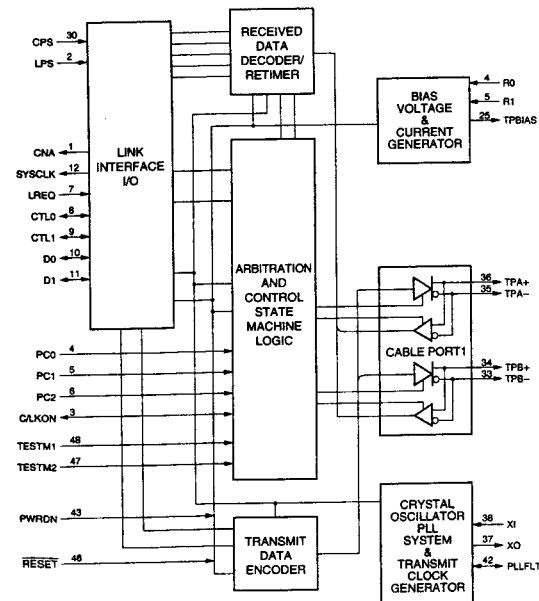 CPS 30
LPS 2
CNA 1
SYSCLK 12
LREQ 7
CTL0 8
CTL1 9
D0 10
D1 11
LINK
INTERFACE
I/O
RECEIVED
DATA
DECODER/
RETIMER
BIAS
VOLTAGE
&
CURRENT
GENERATOR
4 R0
5 R1
25 TPBIAS
ARBITRATION
AND
CONTROL
STATE
MACHINE
LOGIC
36 TPA+
35 TPA−
CABLE PORT1
34 TPB+
33 TPB−
PC0 4
PC1 5
PC2 6
C/LKON 3
TESTM1 48
TESTM2 47
PWRDN 43
RESET 46
TRANSMIT
DATA
ENCODER
CRYSTAL
OSCILLATOR
PLL
SYSTEM
&
TRANSMIT
CLOCK
GENERATOR
38 XI
37 XO
42 PLLFLT